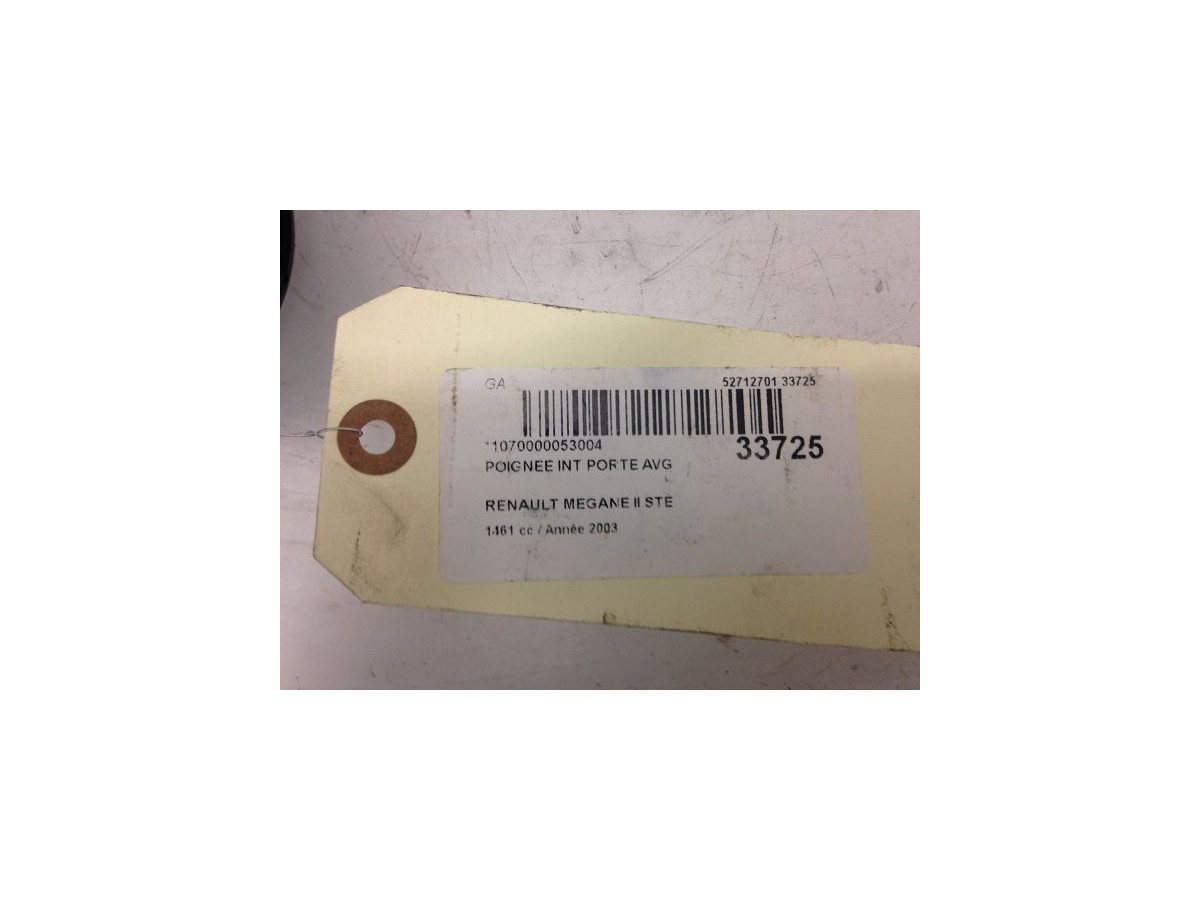 GA 52712701 33725
*1070000053004 33725
POIGNEE INT PORTE AVG
RENAULT MEGANE II STE
1461 cc / Année 2003